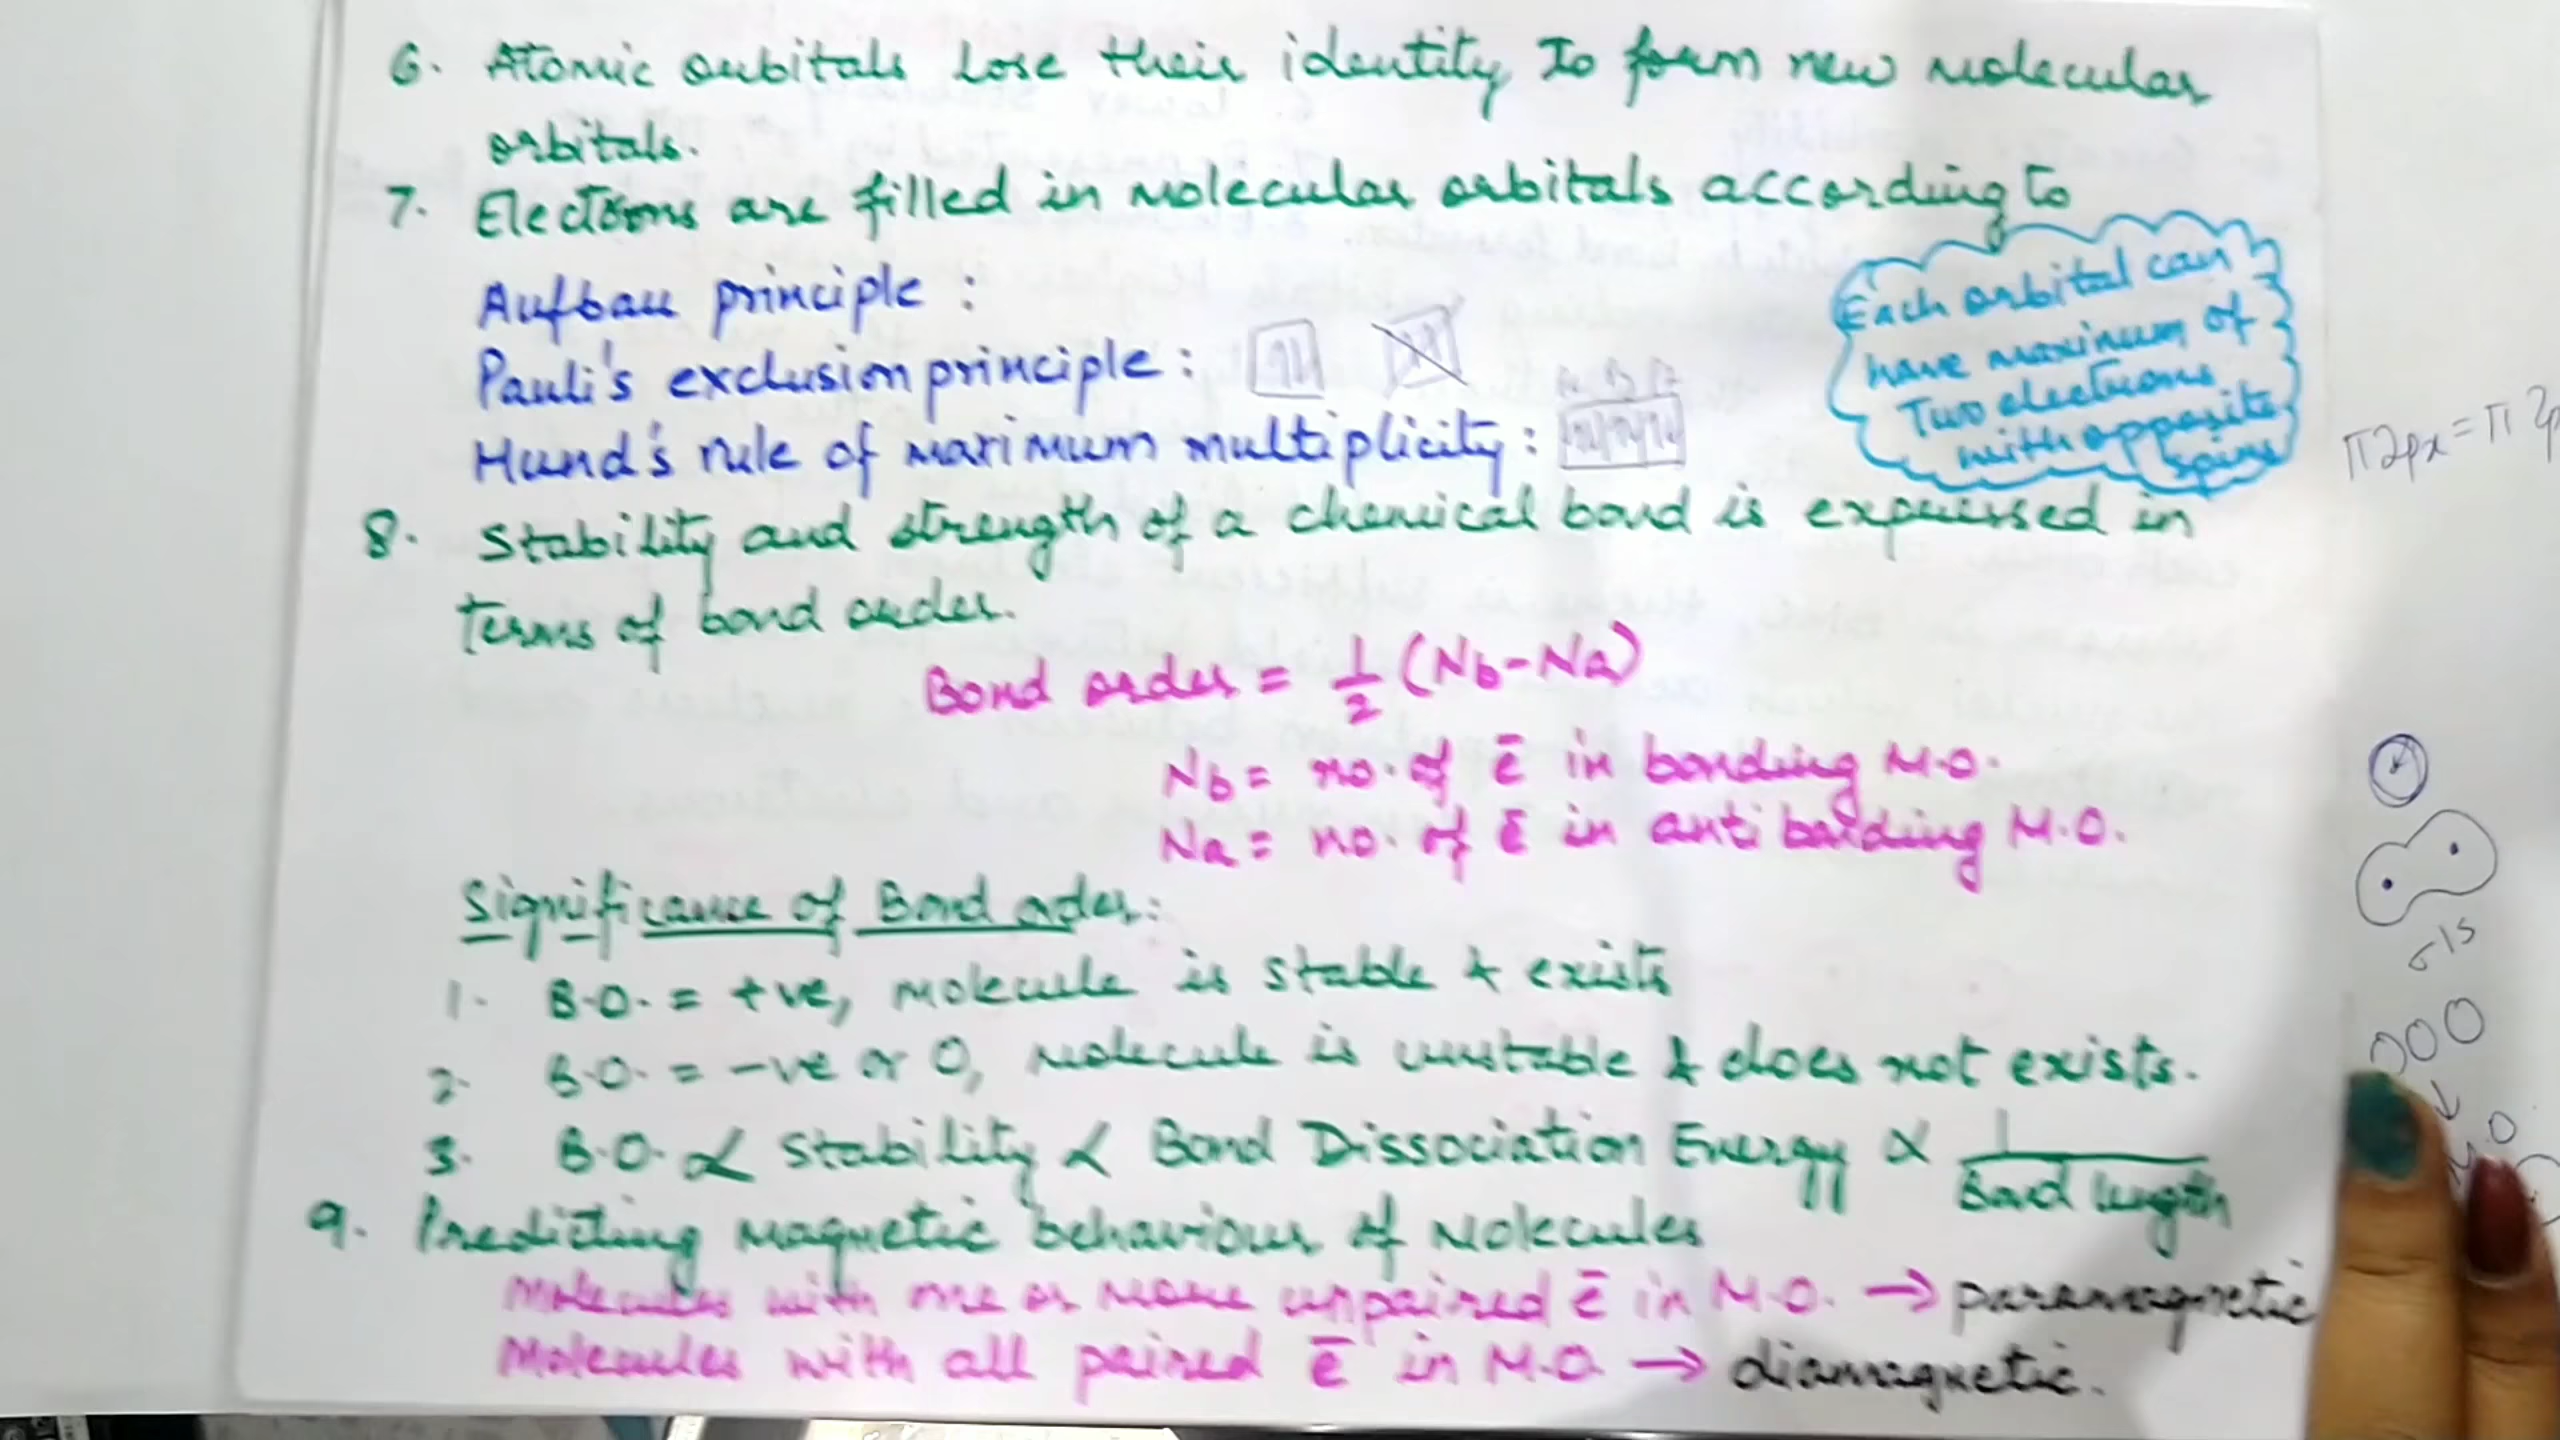 6. Atomic orbitals lose their identity to form new molecular
orbitals.
7. Electrons are filled in molecular orbitals according to
Aufbau principle :
Pauli's exclusion principle :
Hund's rule of maximum multiplicity :
Each orbital can
have maximum of
Two electrons
with opposite
spins
π2px = π2p
8. Stability and strength of a chemical bond is expressed in
terms of bond order.
Bond order = 1/2 (Nb-Na)
Nb = no. of ē in bonding M.O.
Na = no. of ē in anti bonding M.O.
Significance of Bond order:
1. B.O. = +ve, molecule is stable & exists
2. B.O. = -ve or 0, molecule is unstable & does not exists.
3. B.O. ∝ Stability ∝ Bond Dissociation Energy ∝ 1/Bond length
9. Predicting magnetic behaviour of Molecules
Molecules with one or more unpaired ē in M.O. → paramagnetic
Molecules with all paired ē in M.O. → diamagnetic.
σ1s